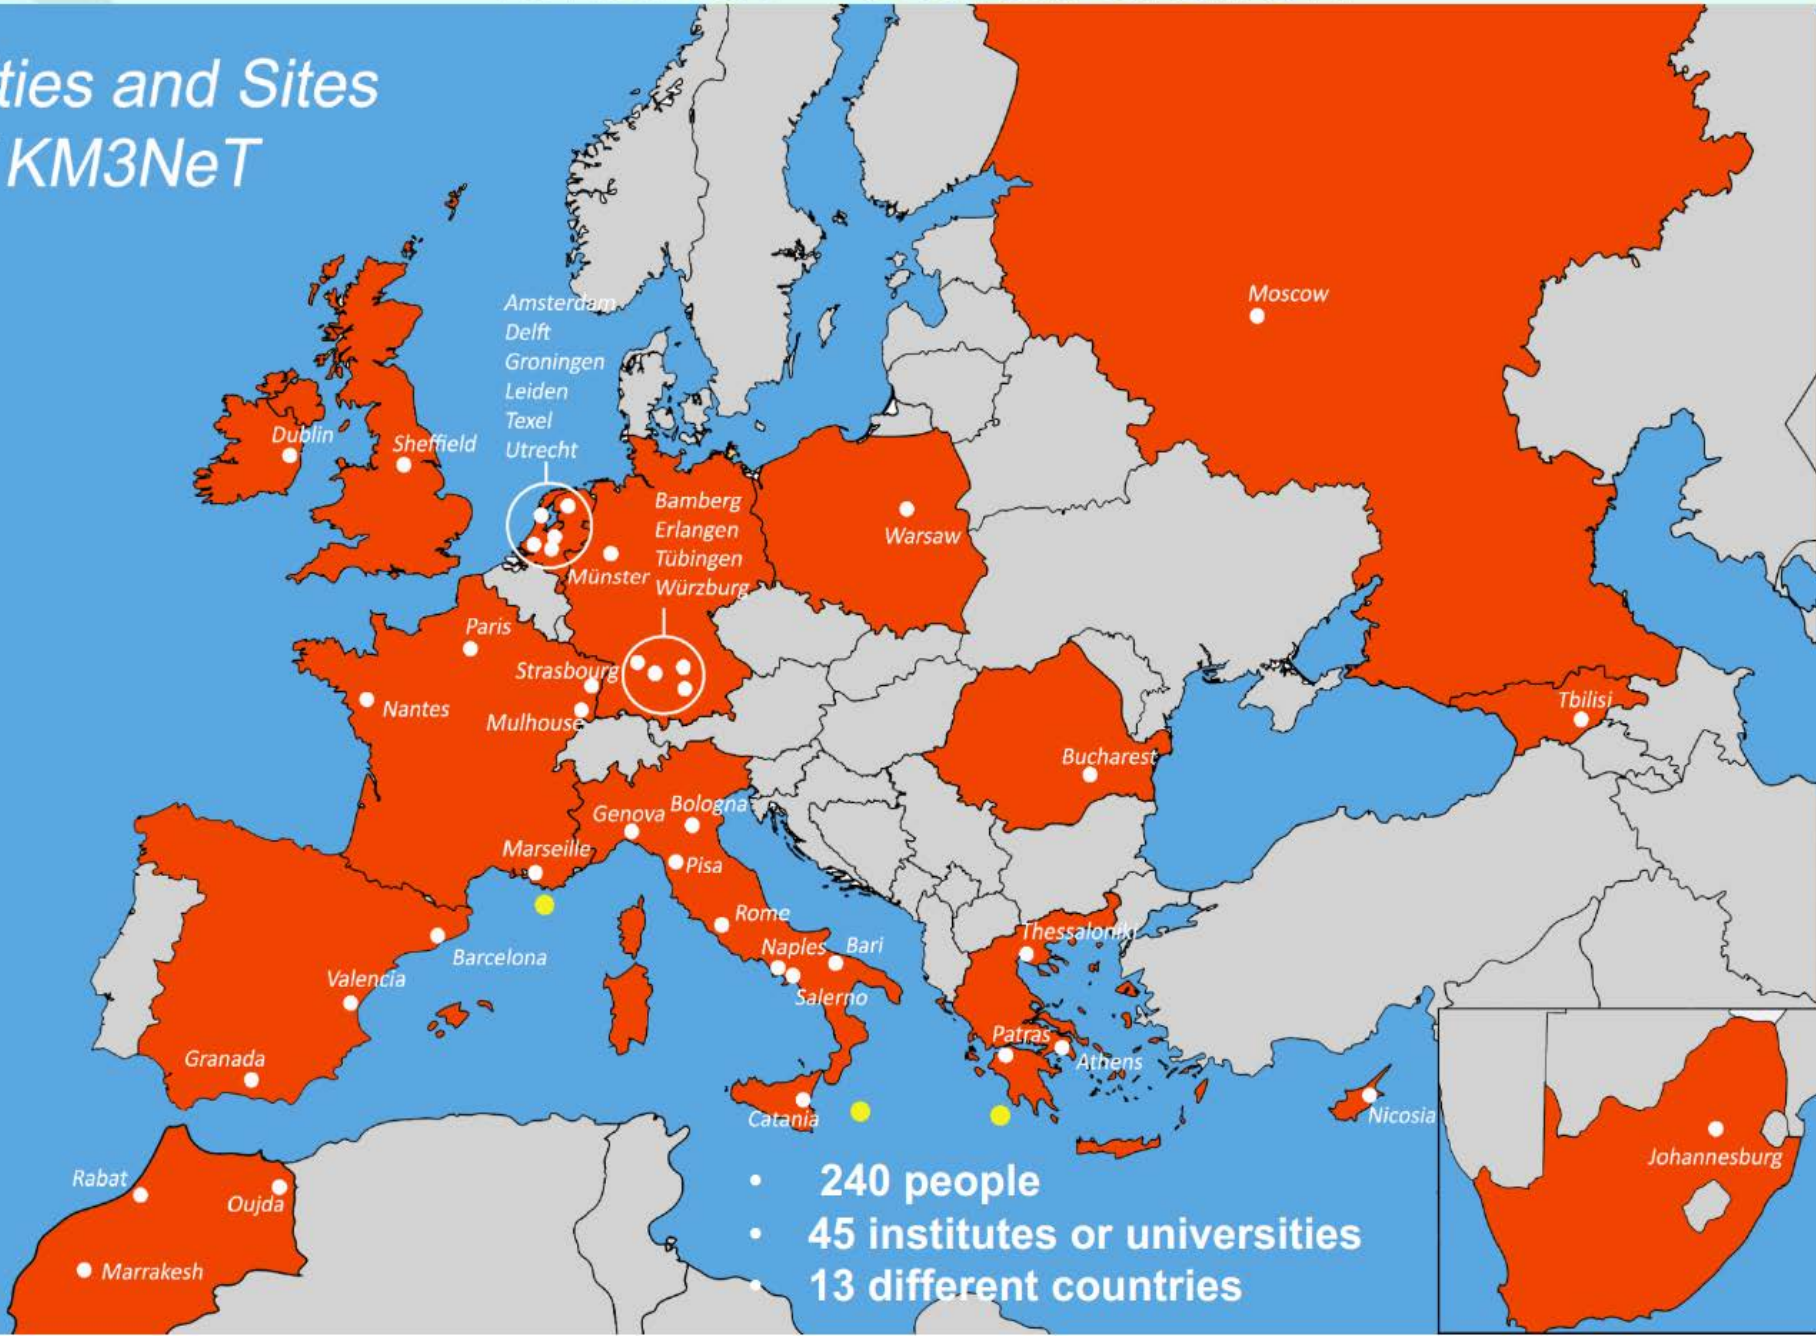 ties and Sites
KM3NeT
Moscow
Amsterdam
Delft
Groningen
Leiden
Texel
Utrecht
Dublin
Sheffield
Bamberg
Erlangen
Tübingen
Würzburg
Warsaw
Münster
Paris
Strasbourg
Nantes
Mulhouse
Tbilisi
Bucharest
Genova
Bologna
Marseille
Pisa
Rome
Thessaloniki
Naples
Bari
Barcelona
Valencia
Salerno
Patras
Athens
Granada
Catania
Nicosia
Johannesburg
Rabat
Oujda
Marrakesh
• 240 people
• 45 institutes or universities
• 13 different countries